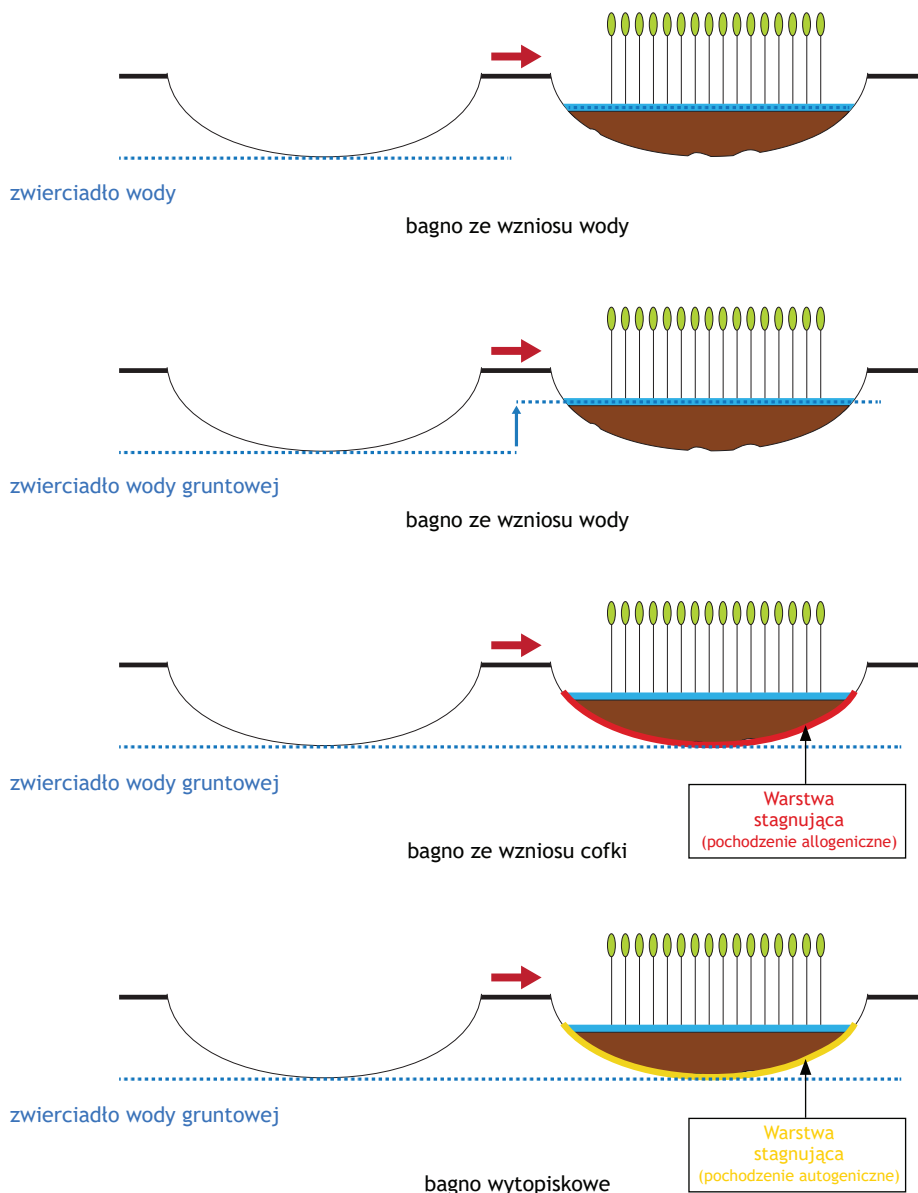 zwierciadło wody
bagno ze wzniosu wody
zwierciadło wody gruntowej
bagno ze wzniosu wody
zwierciadło wody gruntowej
Warstwa
stagnująca
(pochodzenie allogeniczne)
bagno ze wzniosu cofki
zwierciadło wody gruntowej
Warstwa
stagnująca
(pochodzenie autogeniczne)
bagno wytopiskowe